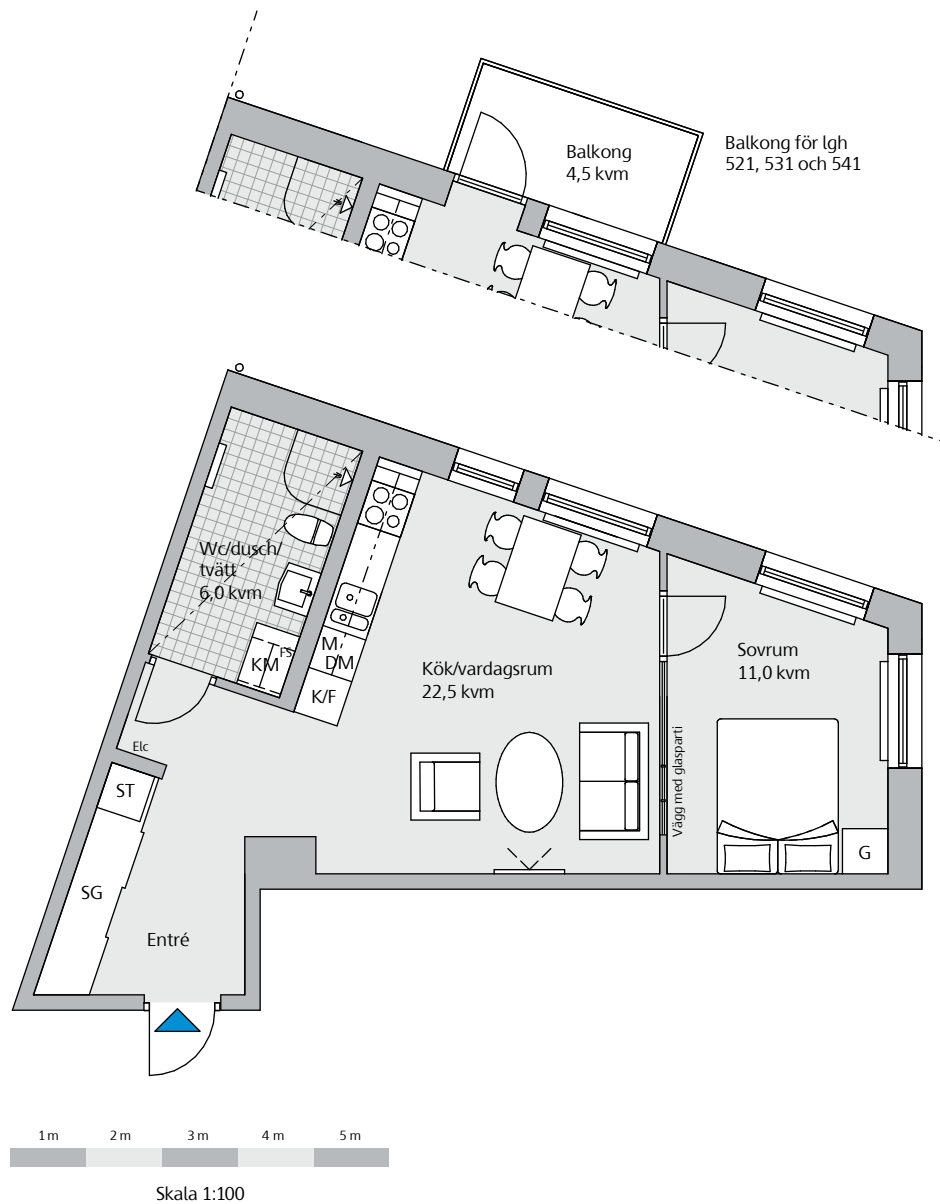 Balkong
4,5 kvm
Balkong för lgh
521, 531 och 541
Wc/dusch/
tvätt
6,0 kvm
KM
FS
M
DM
K/F
Kök/vardagsrum
22,5 kvm
Sovrum
11,0 kvm
Vägg med glasparti
Elc
ST
SG
G
Entré
1 m 2 m 3 m 4 m 5 m
Skala 1:100